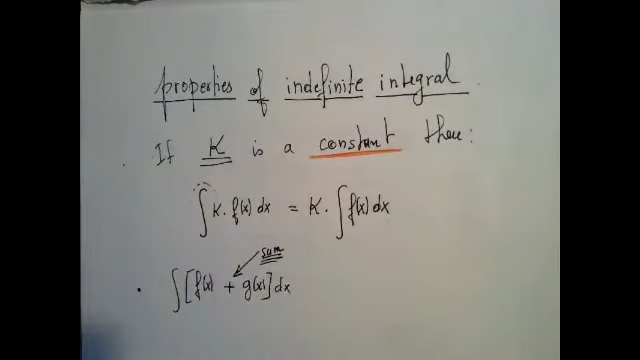 properties of indefinite integral
If K is a constant then:
∫ K. f(x) dx = K. ∫ f(x) dx
sum
∫ [f(x) + g(x)] dx